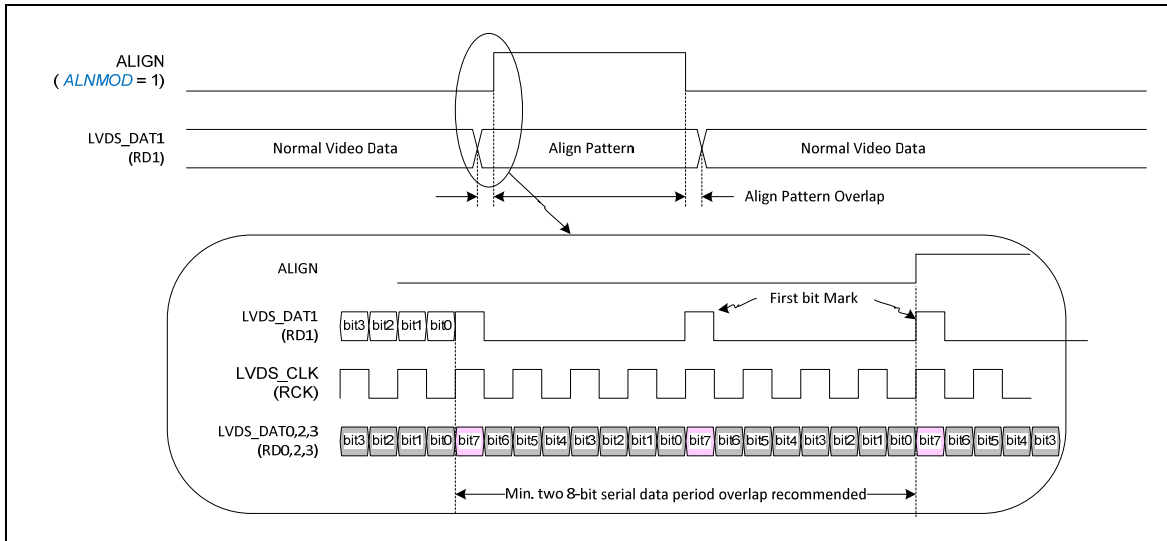 ALIGN
( ALNMOD = 1)
LVDS_DAT1
(RD1)
Normal Video Data
Align Pattern
Normal Video Data
Align Pattern Overlap
ALIGN
First bit Mark
LVDS_DAT1
(RD1)
bit3 bit2 bit1 bit0
LVDS_CLK
(RCK)
LVDS_DAT0,2,3
(RD0,2,3)
bit3 bit2 bit1 bit0 bit7 bit6 bit5 bit4 bit3 bit2 bit1 bit0 bit7 bit6 bit5 bit4 bit3 bit2 bit1 bit0 bit7 bit6 bit5 bit4 bit3
Min. two 8-bit serial data period overlap recommended